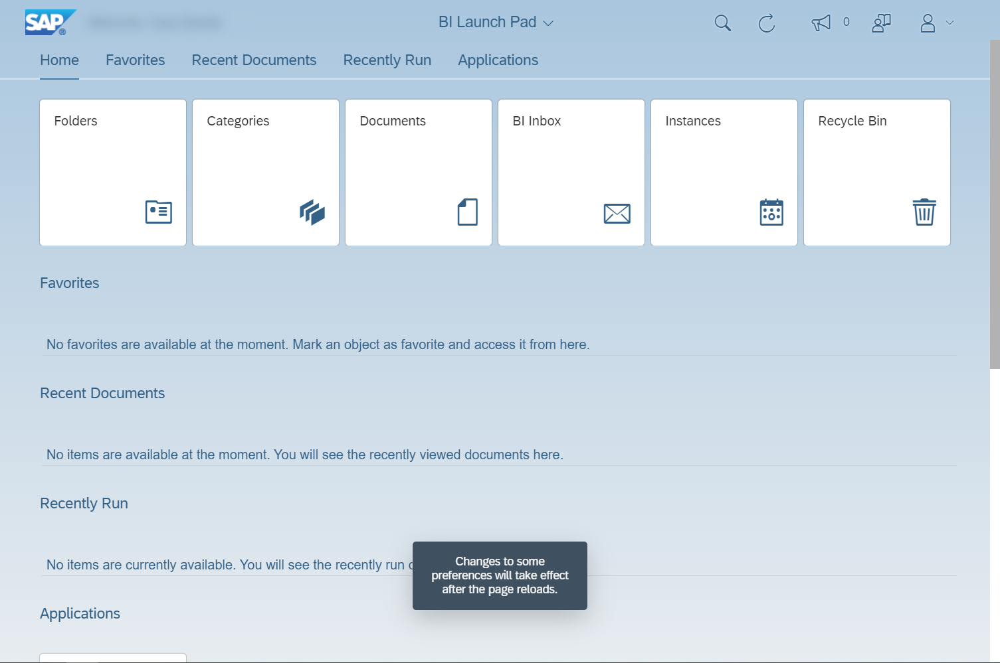 SAP
BI Launch Pad
0
Home Favorites Recent Documents Recently Run Applications
Folders Categories Documents BI Inbox Instances Recycle Bin
Favorites
No favorites are available at the moment. Mark an object as favorite and access it from here.
Recent Documents
No items are available at the moment. You will see the recently viewed documents here.
Recently Run
No items are currently available. You will see the recently run
Changes to some
preferences will take effect
after the page reloads.
Applications